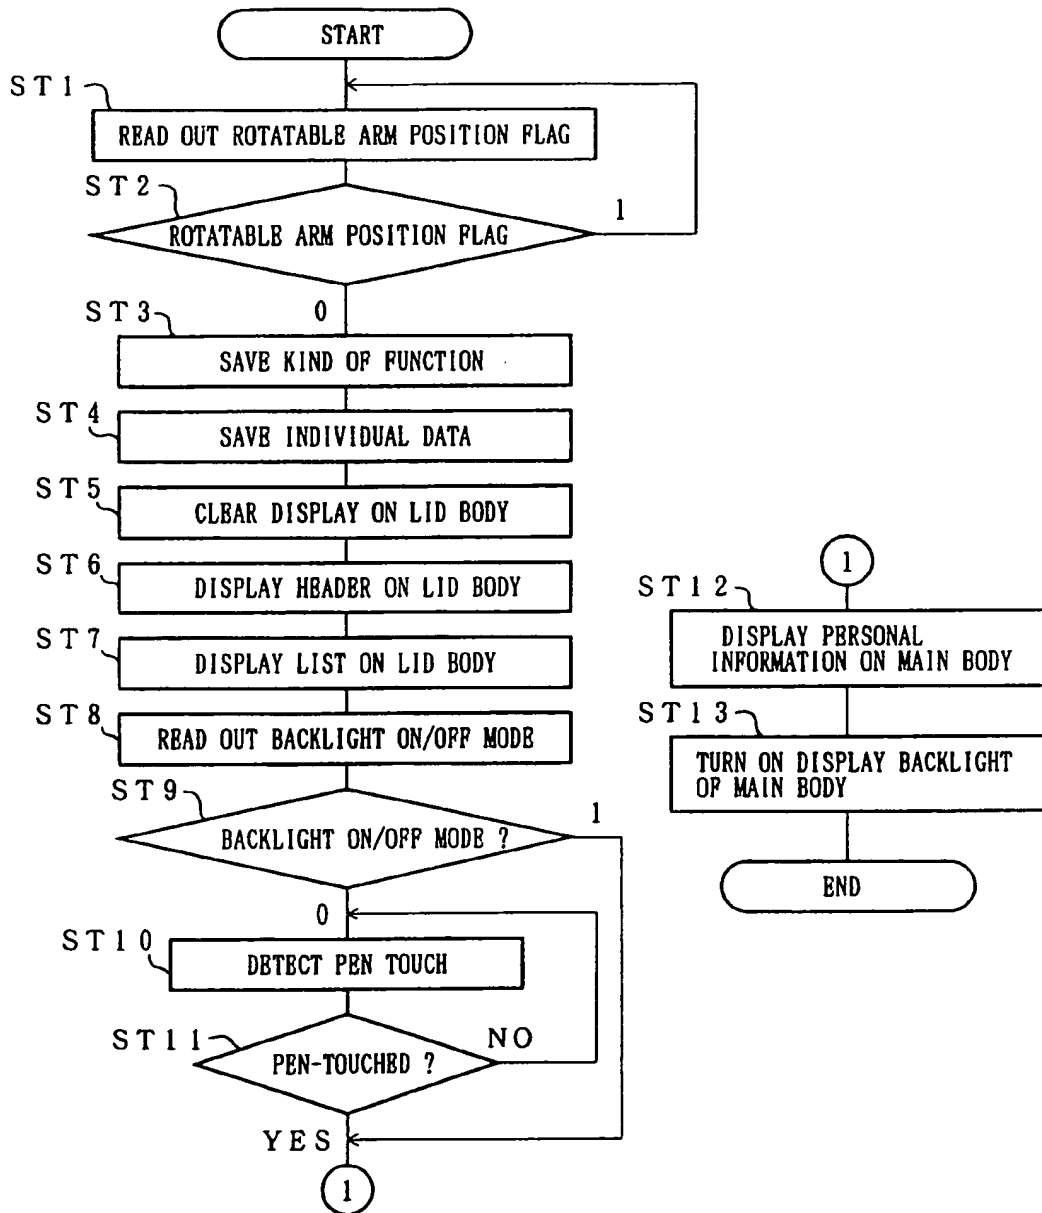 START
ST1
READ OUT ROTATABLE ARM POSITION FLAG
ST2
1
ROTATABLE ARM POSITION FLAG
0
ST3
SAVE KIND OF FUNCTION
ST4
SAVE INDIVIDUAL DATA
ST5
CLEAR DISPLAY ON LID BODY
ST6
DISPLAY HEADER ON LID BODY
ST7
DISPLAY LIST ON LID BODY
ST8
READ OUT BACKLIGHT ON/OFF MODE
ST9
1
BACKLIGHT ON/OFF MODE ?
0
ST10
DETECT PEN TOUCH
ST11
NO
PEN-TOUCHED ?
YES
1
1
ST12
DISPLAY PERSONAL
INFORMATION ON MAIN BODY
ST13
TURN ON DISPLAY BACKLIGHT
OF MAIN BODY
END